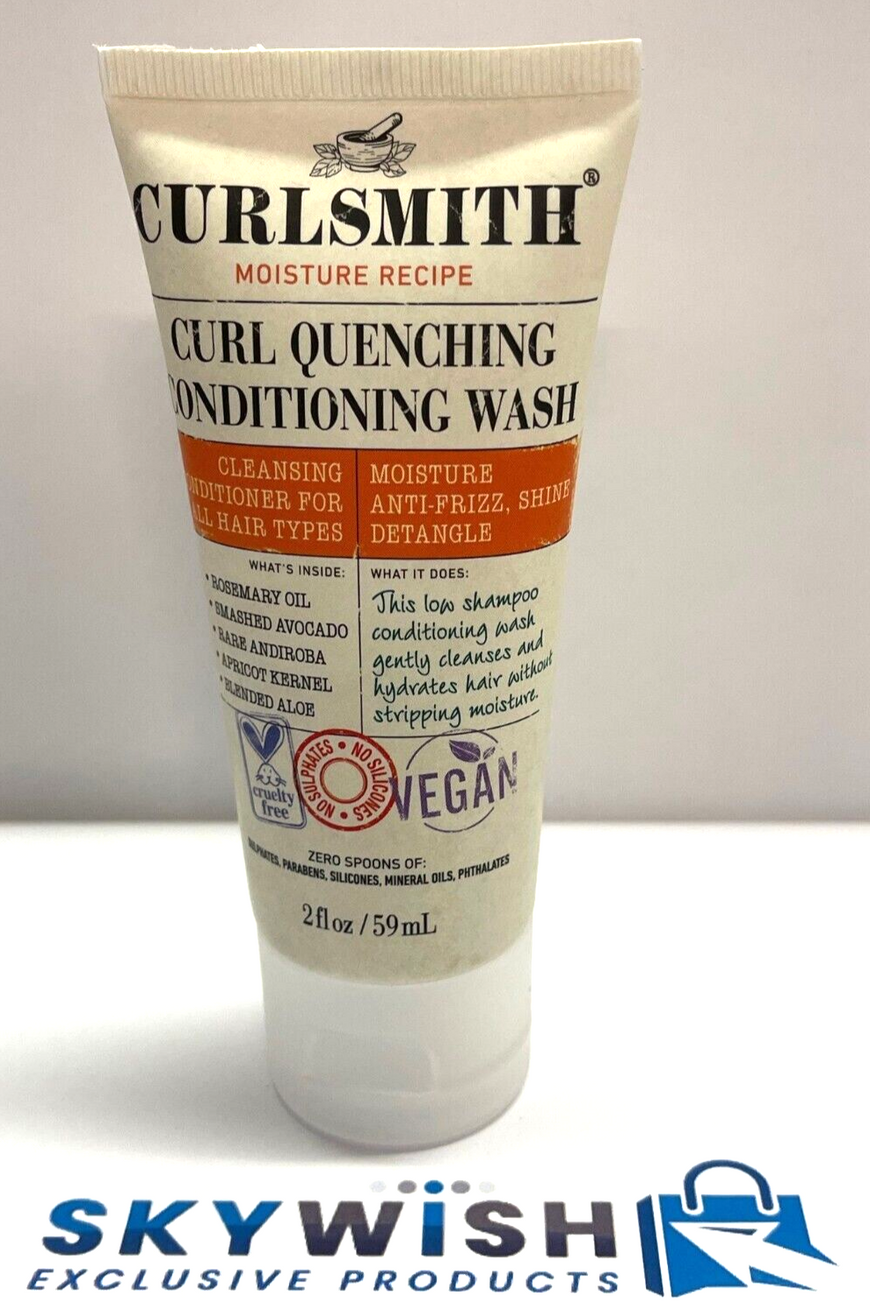 CURLSMITH®
MOISTURE RECIPE
CURL QUENCHING
CONDITIONING WASH
CLEANSING
CONDITIONER FOR
ALL HAIR TYPES
MOISTURE
ANTI-FRIZZ, SHINE
DETANGLE
WHAT'S INSIDE:
• ROSEMARY OIL
• SMASHED AVOCADO
• RARE ANDIROBA
• APRICOT KERNEL
• BLENDED ALOE
WHAT IT DOES:
This low shampoo
conditioning wash
gently cleanses and
hydrates hair without
stripping moisture.
cruelty
free
NO SULPHATES • NO SILICONES •
VEGAN
ZERO SPOONS OF:
SULPHATES, PARABENS, SILICONES, MINERAL OILS, PHTHALATES
2 fl oz / 59 mL
SKYWISH
EXCLUSIVE PRODUCTS